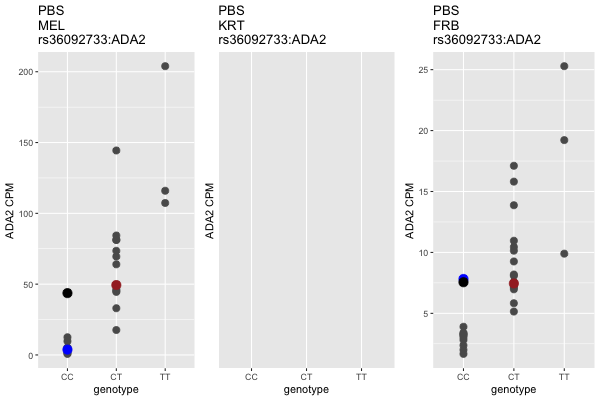 PBS
MEL
rs36092733:ADA2
ADA2 CPM
200
150
100
50
0
CC
CT
TT
genotype
PBS
KRT
rs36092733:ADA2
ADA2 CPM
CC
CT
TT
genotype
PBS
FRB
rs36092733:ADA2
ADA2 CPM
25
20
15
10
5
CC
CT
TT
genotype